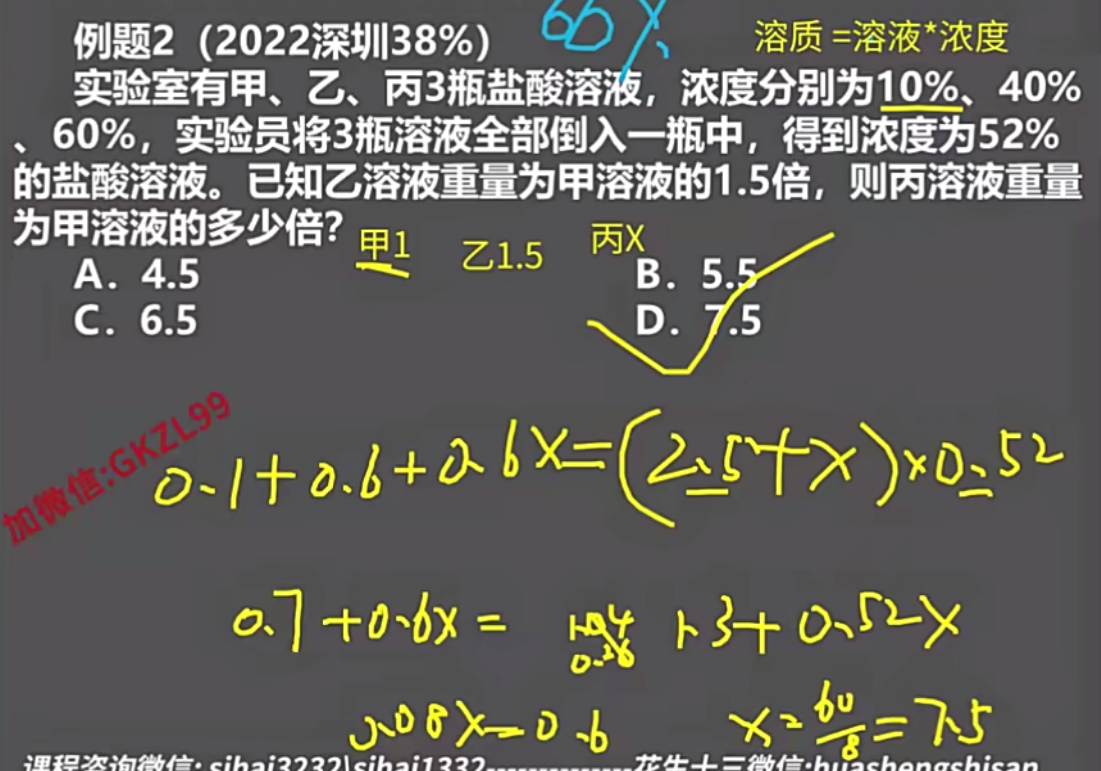 66%
例题2（2022深圳38%）
溶质 =溶液*浓度
实验室有甲、乙、丙3瓶盐酸溶液，浓度分别为10%、40%
、60%，实验员将3瓶溶液全部倒入一瓶中，得到浓度为52%
的盐酸溶液。已知乙溶液重量为甲溶液的1.5倍，则丙溶液重量
为甲溶液的多少倍？
甲1 乙1.5 丙X
A．4.5 B．5.5
C．6.5 D．7.5
加微信:GKZL99
0.1+0.6+0.6X=(2.5+X)×0.52
0.7+0.6x= 1.04 1.3+0.52X
0.26
0.08X=0.6 X=60/8=7.5
课程咨询微信: sihai3232\sihai1332--------------花生十三微信:huashengshisan